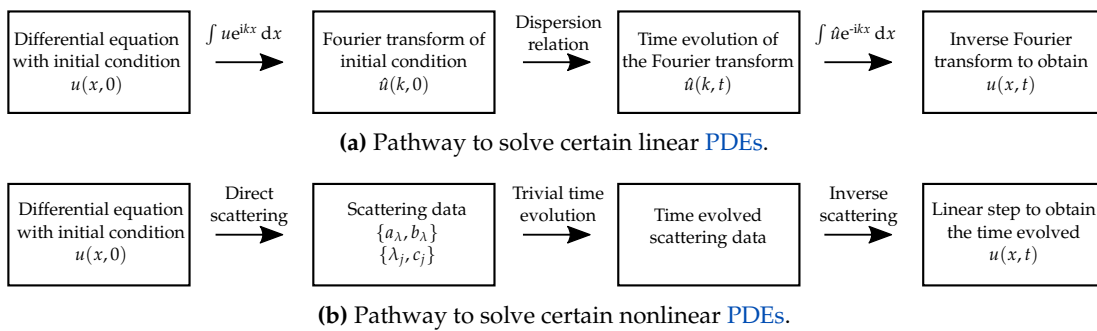 Differential equation
with initial condition
u(x, 0)
∫ ue^{ikx} dx
Fourier transform of
initial condition
û(k, 0)
Dispersion
relation
Time evolution of
the Fourier transform
û(k, t)
∫ ûe^{-ikx} dx
Inverse Fourier
transform to obtain
u(x, t)
(a) Pathway to solve certain linear PDEs.
Differential equation
with initial condition
u(x, 0)
Direct
scattering
Scattering data
{a_λ, b_λ}
{λ_j, c_j}
Trivial time
evolution
Time evolved
scattering data
Inverse
scattering
Linear step to obtain
the time evolved
u(x, t)
(b) Pathway to solve certain nonlinear PDEs.